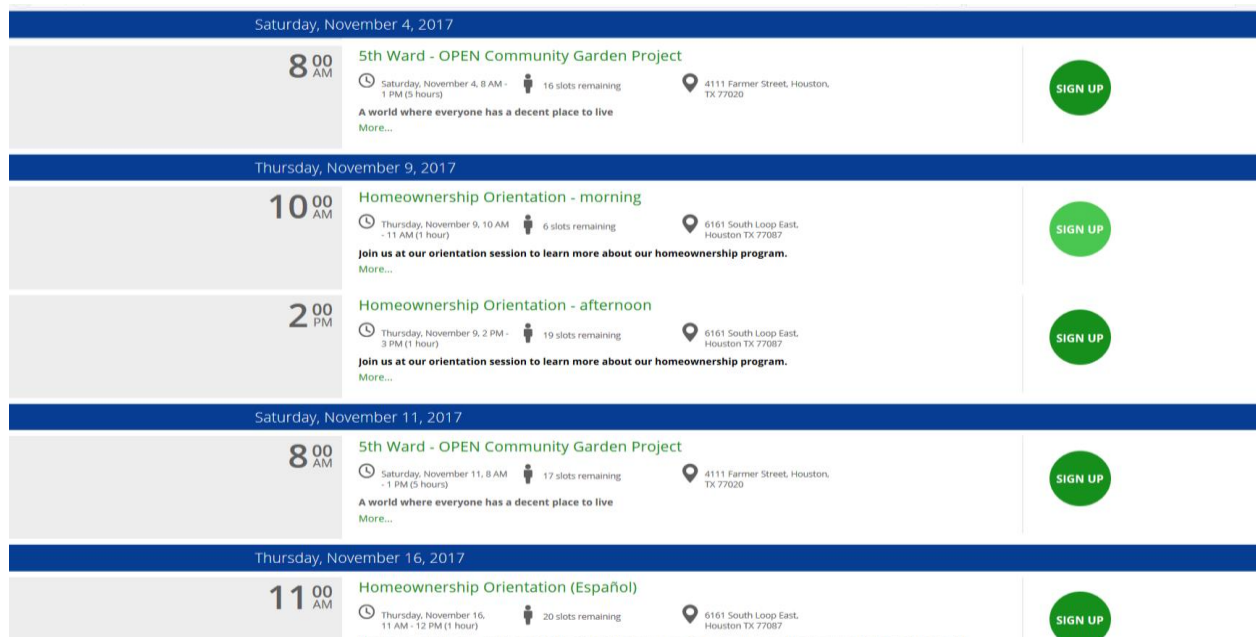 Saturday, November 4, 2017
8 00 AM
5th Ward - OPEN Community Garden Project
Saturday, November 4, 8 AM -
1 PM (5 hours)
16 slots remaining
4111 Farmer Street, Houston,
TX 77020
A world where everyone has a decent place to live
More...
SIGN UP
Thursday, November 9, 2017
10 00 AM
Homeownership Orientation - morning
Thursday, November 9, 10 AM
- 11 AM (1 hour)
6 slots remaining
6161 South Loop East,
Houston TX 77087
Join us at our orientation session to learn more about our homeownership program.
More...
SIGN UP
2 00 PM
Homeownership Orientation - afternoon
Thursday, November 9, 2 PM -
3 PM (1 hour)
19 slots remaining
6161 South Loop East,
Houston TX 77087
Join us at our orientation session to learn more about our homeownership program.
More...
SIGN UP
Saturday, November 11, 2017
8 00 AM
5th Ward - OPEN Community Garden Project
Saturday, November 11, 8 AM
- 1 PM (5 hours)
17 slots remaining
4111 Farmer Street, Houston,
TX 77020
A world where everyone has a decent place to live
More...
SIGN UP
Thursday, November 16, 2017
11 00 AM
Homeownership Orientation (Español)
Thursday, November 16,
11 AM - 12 PM (1 hour)
20 slots remaining
6161 South Loop East,
Houston TX 77087
SIGN UP